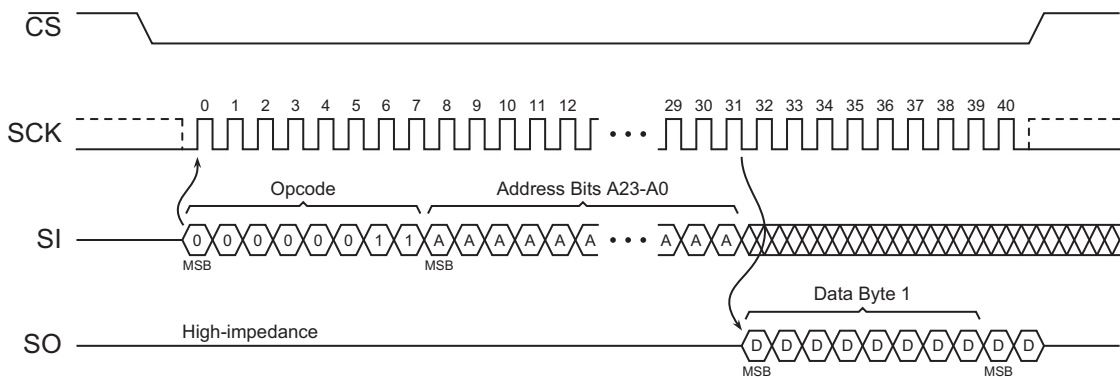 CS
0 1 2 3 4 5 6 7 8 9 10 11 12 29 30 31 32 33 34 35 36 37 38 39 40
SCK • • •
Opcode Address Bits A23-A0
SI 0 0 0 0 0 0 1 1 A A A A A A • • • A A A
MSB MSB
Data Byte 1
High-impedance
SO D D D D D D D D D D
MSB MSB